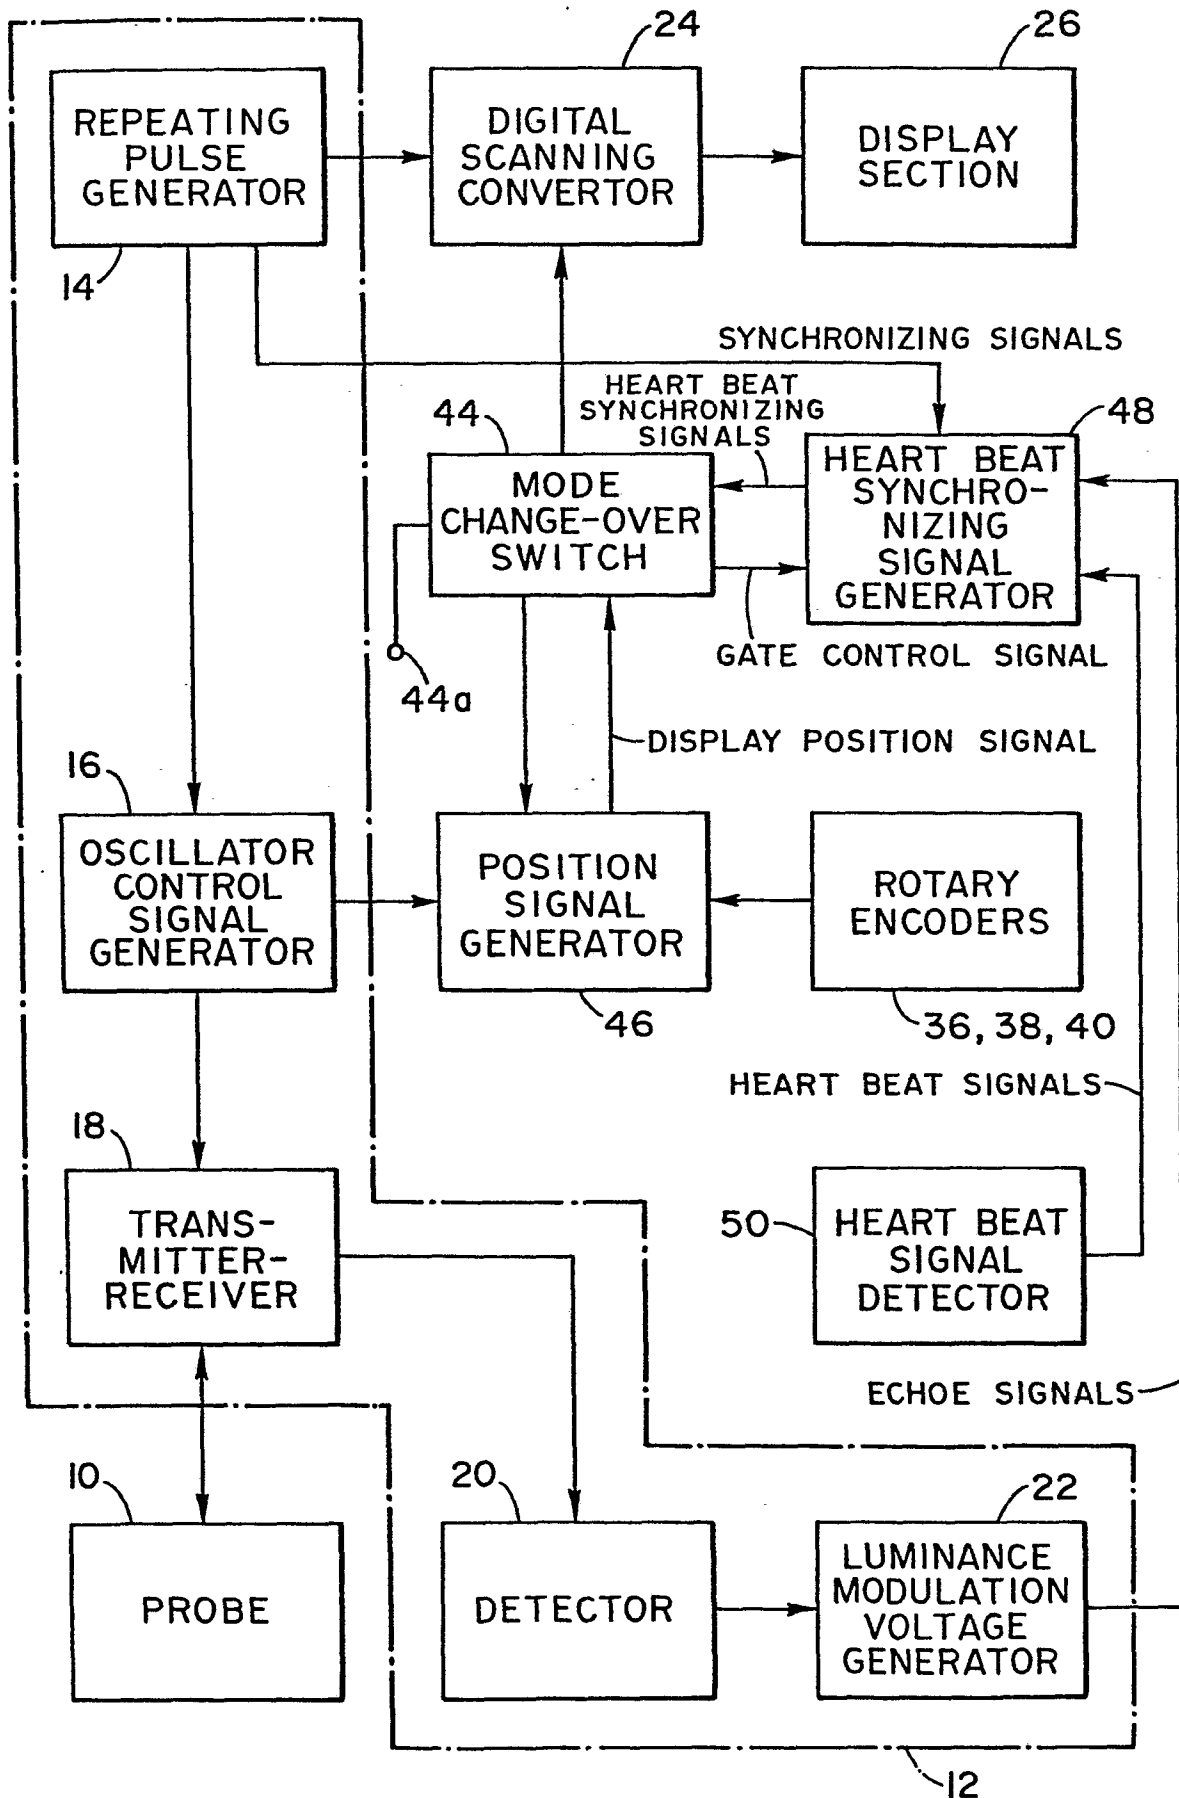 24
26
REPEATING
PULSE
GENERATOR
DIGITAL
SCANNING
CONVERTOR
DISPLAY
SECTION
14
SYNCHRONIZING SIGNALS
HEART BEAT
SYNCHRONIZING
SIGNALS
44
48
MODE
CHANGE-OVER
SWITCH
HEART BEAT
SYNCHRO-
NIZING
SIGNAL
GENERATOR
GATE CONTROL SIGNAL
44a
DISPLAY POSITION SIGNAL
16
OSCILLATOR
CONTROL
SIGNAL
GENERATOR
POSITION
SIGNAL
GENERATOR
ROTARY
ENCODERS
46
36, 38, 40
HEART BEAT SIGNALS
18
TRANS-
MITTER-
RECEIVER
50
HEART BEAT
SIGNAL
DETECTOR
ECHOE SIGNALS
10
20
22
PROBE
DETECTOR
LUMINANCE
MODULATION
VOLTAGE
GENERATOR
12